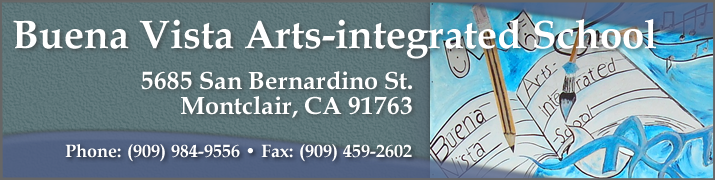 Buena Vista Arts-integrated School
5685 San Bernardino St.
Montclair, CA 91763
Phone: (909) 984-9556 • Fax: (909) 459-2602
Buena
Vista
Arts-
integrated
School